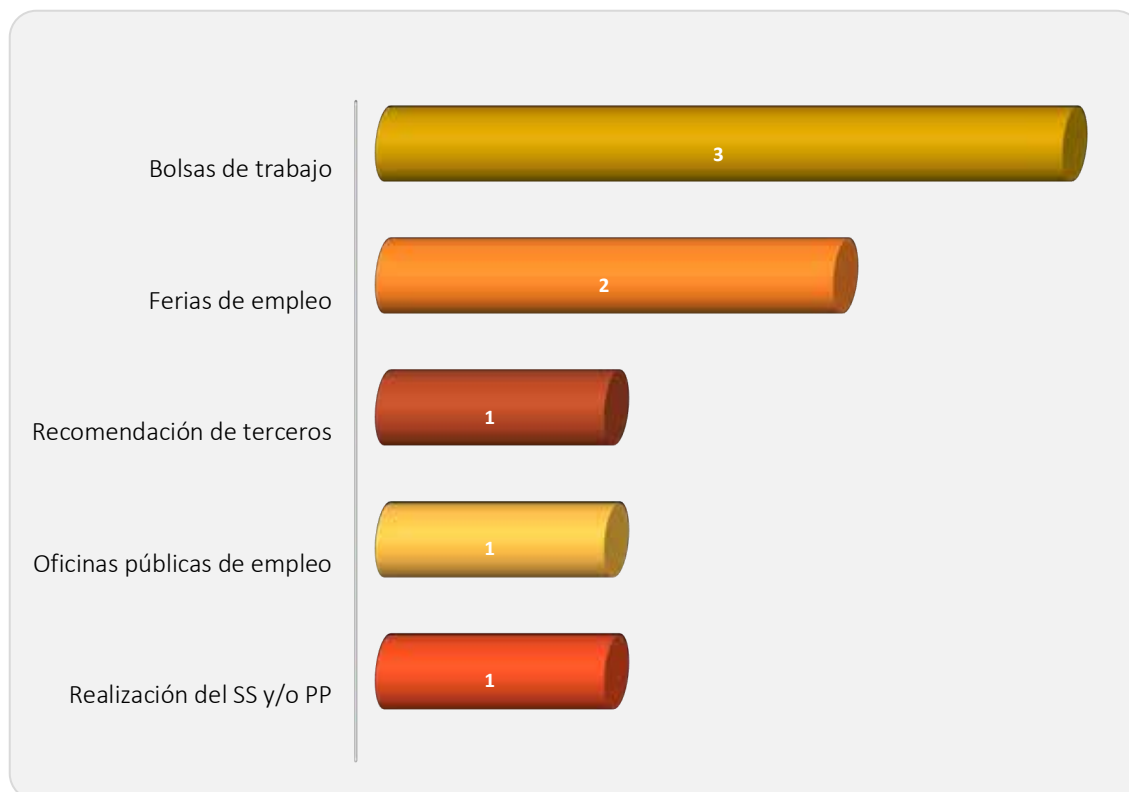 Bolsas de trabajo
3
Ferias de empleo
2
Recomendación de terceros
1
Oficinas públicas de empleo
1
Realización del SS y/o PP
1